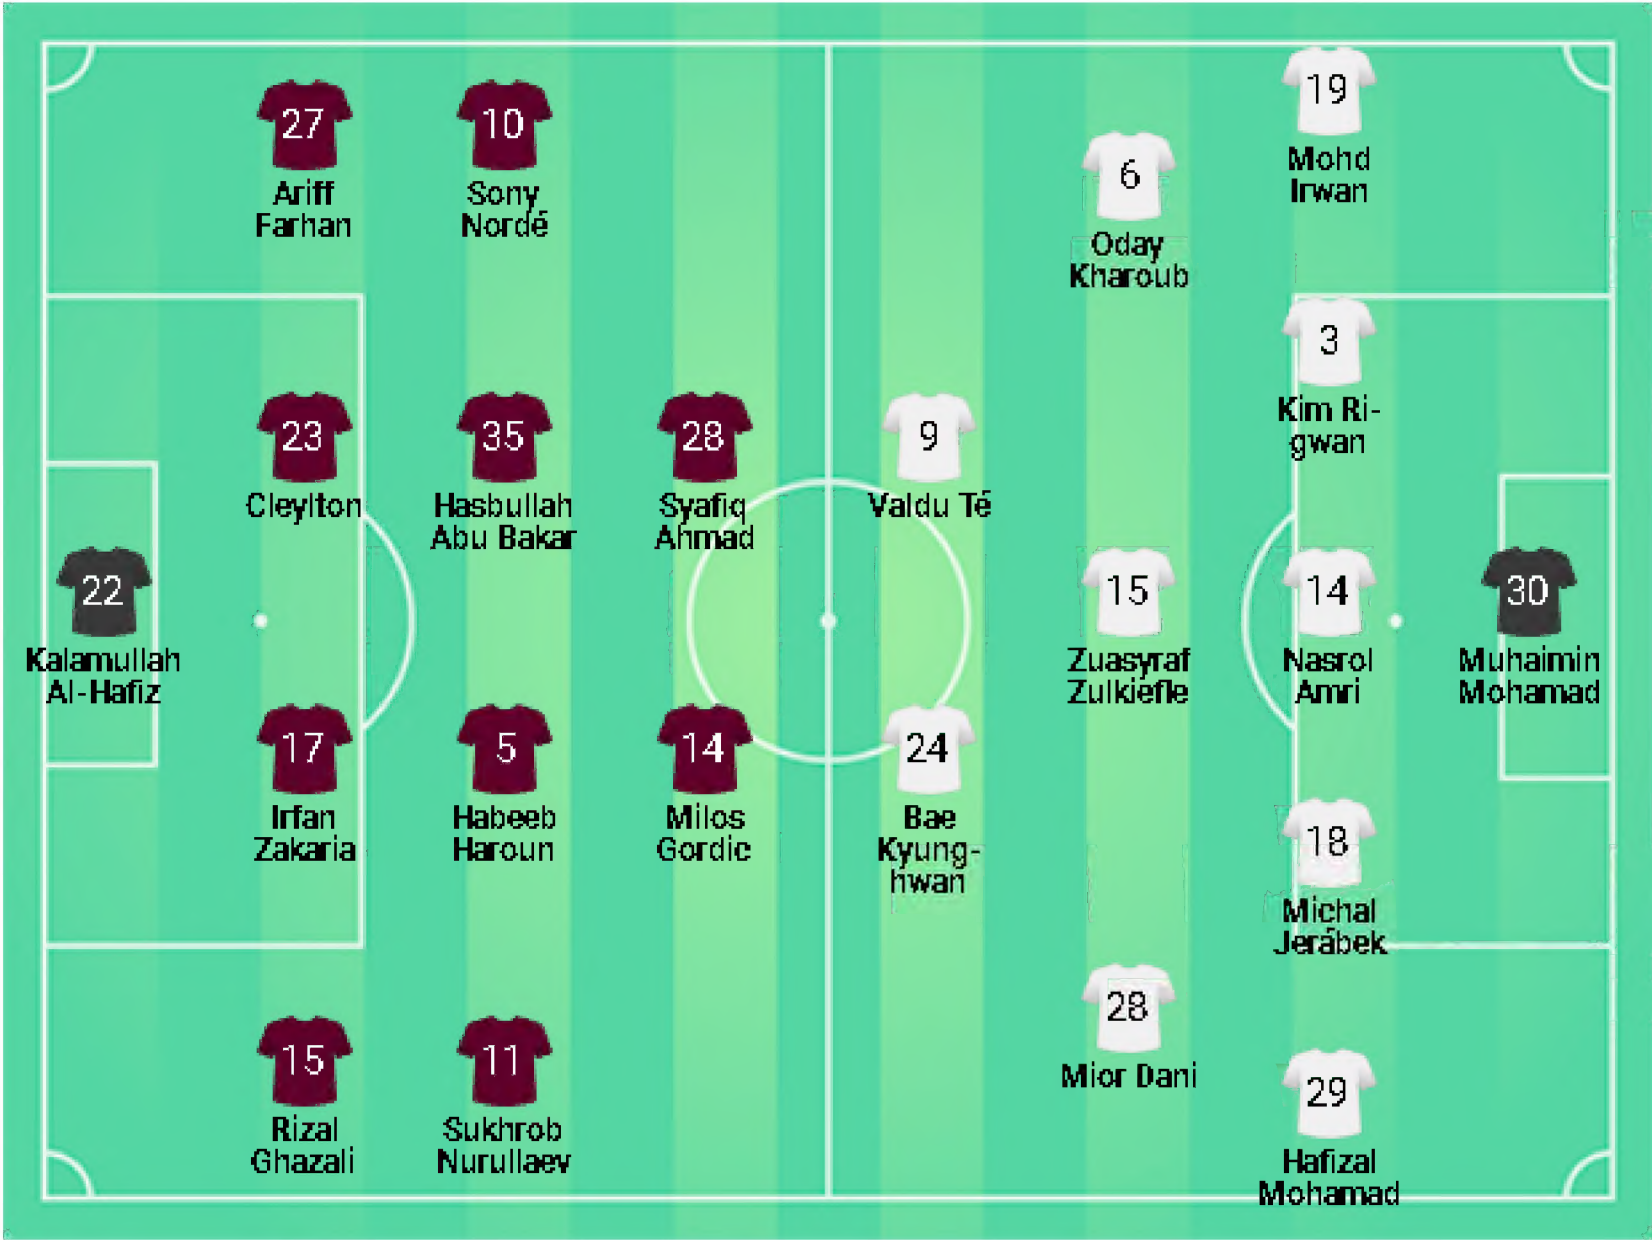 27
Ariff
Farhan
10
Sony
Nordé
23
Cleylton
35
Hasbullah
Abu Bakar
28
Syafiq
Ahmad
22
Kalamullah
Al-Hafiz
17
Irfan
Zakaria
5
Habeeb
Haroun
14
Milos
Gordic
15
Rizal
Ghazali
11
Sukhrob
Nurullaev
19
Mohd
Irwan
6
Oday
Kharoub
3
Kim Ri-
gwan
9
Valdu Té
15
Zuasyraf
Zulkiefle
14
Nasrol
Amri
30
Muhaimin
Mohamad
24
Bae
Kyung-
hwan
18
Michal
Jerábek
28
Mior Dani
29
Hafizal
Mohamad